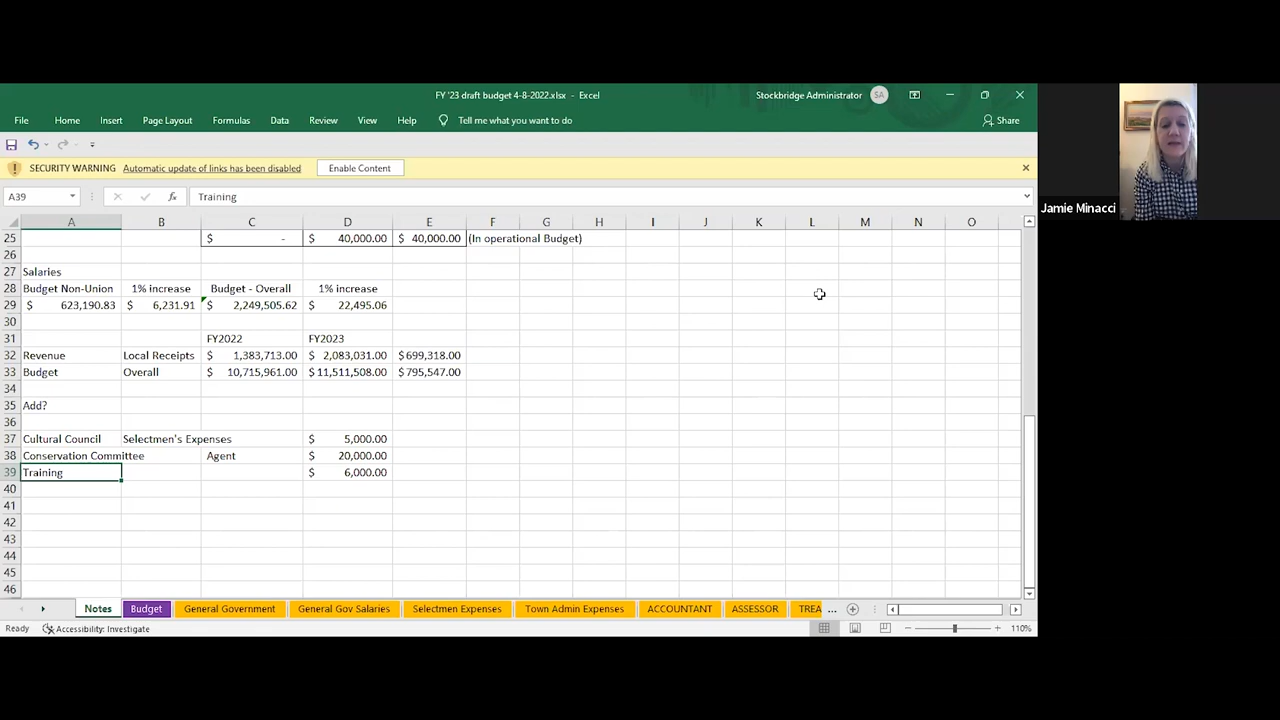 FY '23 draft budget 4-8-2022.xlsx - Excel
Stockbridge Administrator SA
File Home Insert Page Layout Formulas Data Review View Help Tell me what you want to do Share
SECURITY WARNING Automatic update of links has been disabled Enable Content
A39 fx Training
Jamie Minacci
A B C D E F G H I J K L M N O
25 $ - $ 40,000.00 $ 40,000.00 (In operational Budget)
26
27 Salaries
28 Budget Non-Union 1% increase Budget - Overall 1% increase
29 $ 623,190.83 $ 6,231.91 $ 2,249,505.62 $ 22,495.06
30
31 FY2022 FY2023
32 Revenue Local Receipts $ 1,383,713.00 $ 2,083,031.00 $ 699,318.00
33 Budget Overall $ 10,715,961.00 $ 11,511,508.00 $ 795,547.00
34
35 Add?
36
37 Cultural Council Selectmen's Expenses $ 5,000.00
38 Conservation Committee Agent $ 20,000.00
39 Training $ 6,000.00
40
41
42
43
44
45
46
Notes Budget General Government General Gov Salaries Selectmen Expenses Town Admin Expenses ACCOUNTANT ASSESSOR TREA ...
Ready Accessibility: Investigate 110%